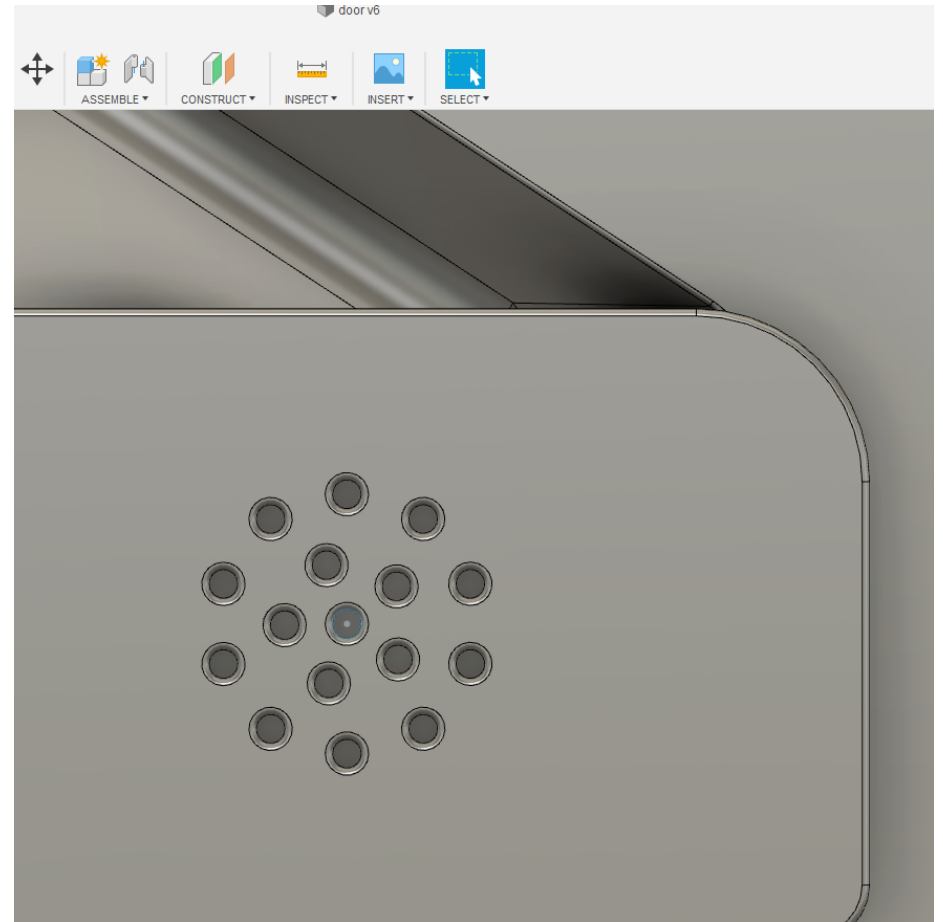 door v6
ASSEMBLE ▾ CONSTRUCT ▾ INSPECT ▾ INSERT ▾ SELECT ▾